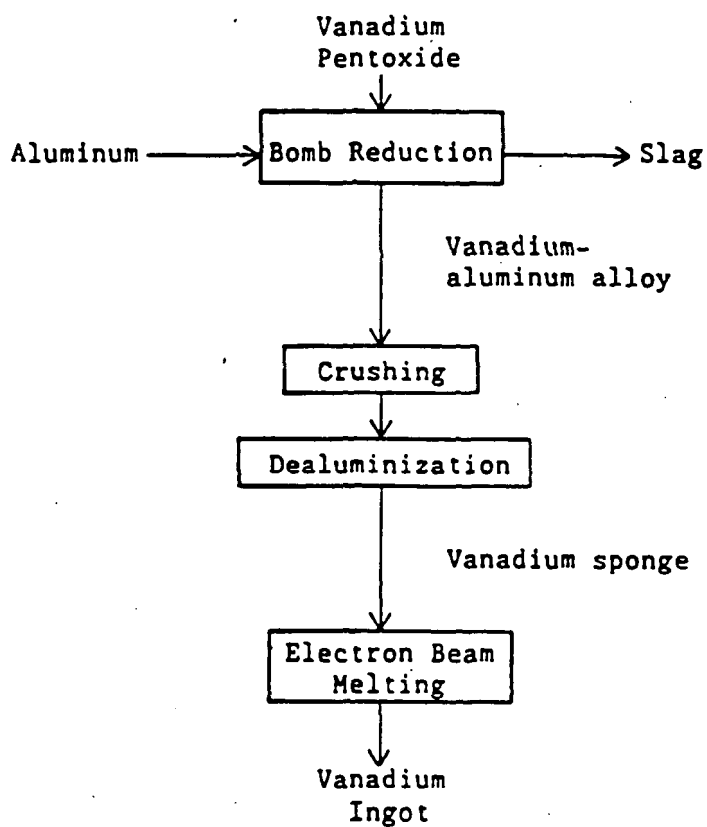 Vanadium
Pentoxide
Aluminum
Bomb Reduction
Slag
Vanadium-
aluminum alloy
Crushing
Dealuminization
Vanadium sponge
Electron Beam
Melting
Vanadium
Ingot